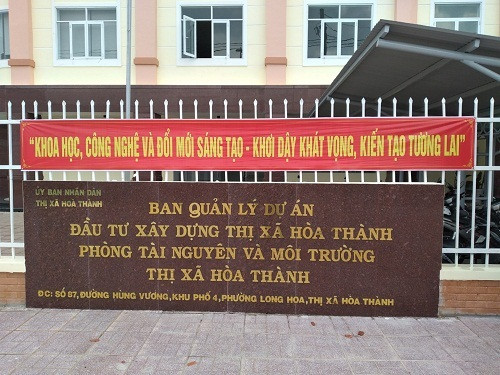 "KHOA HỌC, CÔNG NGHỆ VÀ ĐỔI MỚI SÁNG TẠO - KHƠI DẬY KHÁT VỌNG, KIẾN TẠO TƯƠNG LAI"
ỦY BAN NHÂN DÂN
THỊ XÃ HÒA THÀNH
BAN QUẢN LÝ DỰ ÁN
ĐẦU TƯ XÂY DỰNG THỊ XÃ HÒA THÀNH
PHÒNG TÀI NGUYÊN VÀ MÔI TRƯỜNG
THỊ XÃ HÒA THÀNH
ĐC: SỐ 87, ĐƯỜNG HÙNG VƯƠNG, KHU PHỐ 4, PHƯỜNG LONG HOA, THỊ XÃ HÒA THÀNH